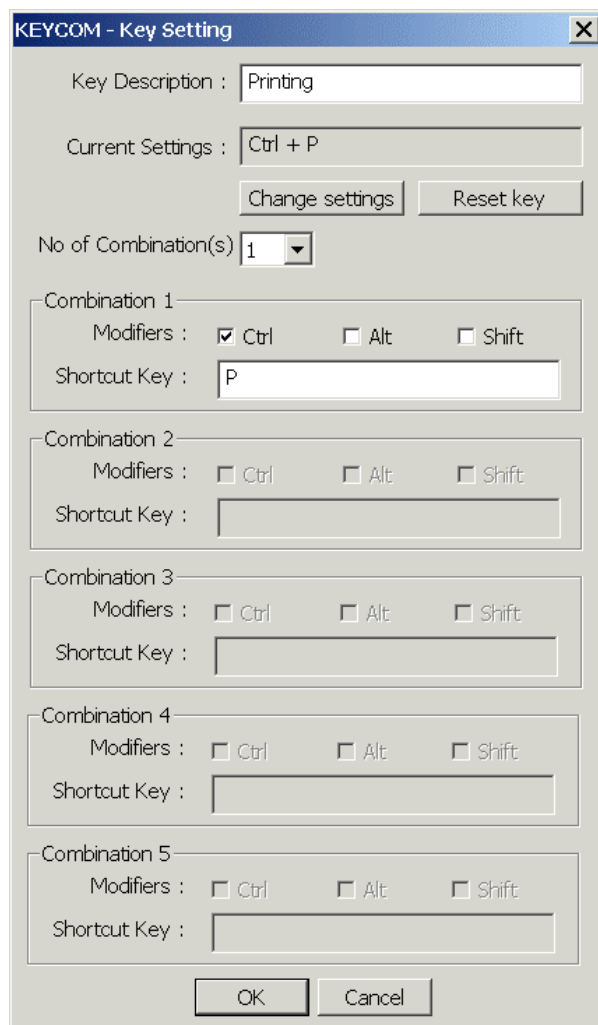 KEYCOM - Key Setting
Key Description : Printing
Current Settings : Ctrl + P
Change settings Reset key
No of Combination(s) 1
Combination 1
Modifiers : Ctrl Alt Shift
Shortcut Key : P
Combination 2
Modifiers : Ctrl Alt Shift
Shortcut Key :
Combination 3
Modifiers : Ctrl Alt Shift
Shortcut Key :
Combination 4
Modifiers : Ctrl Alt Shift
Shortcut Key :
Combination 5
Modifiers : Ctrl Alt Shift
Shortcut Key :
OK Cancel